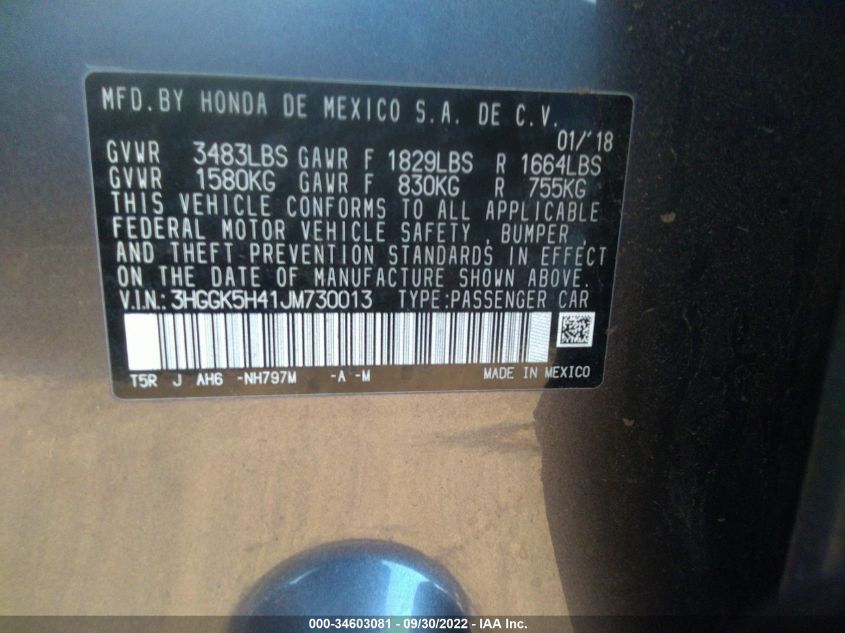 MFD.BY HONDA DE MEXICO S.A. DE C.V.
01/'18
GVWR 3483LBS GAWR F 1829LBS R 1664LBS
GVWR 1580KG GAWR F 830KG R 755KG
THIS VEHICLE CONFORMS TO ALL APPLICABLE
FEDERAL MOTOR VEHICLE SAFETY , BUMPER ,
AND THEFT PREVENTION STANDARDS IN EFFECT
ON THE DATE OF MANUFACTURE SHOWN ABOVE.
V.I.N.: 3HGGK5H41JM730013 TYPE:PASSENGER CAR
T5R J AH6 -NH797M -A -M MADE IN MEXICO
000-34603081 - 09/30/2022 - IAA Inc.